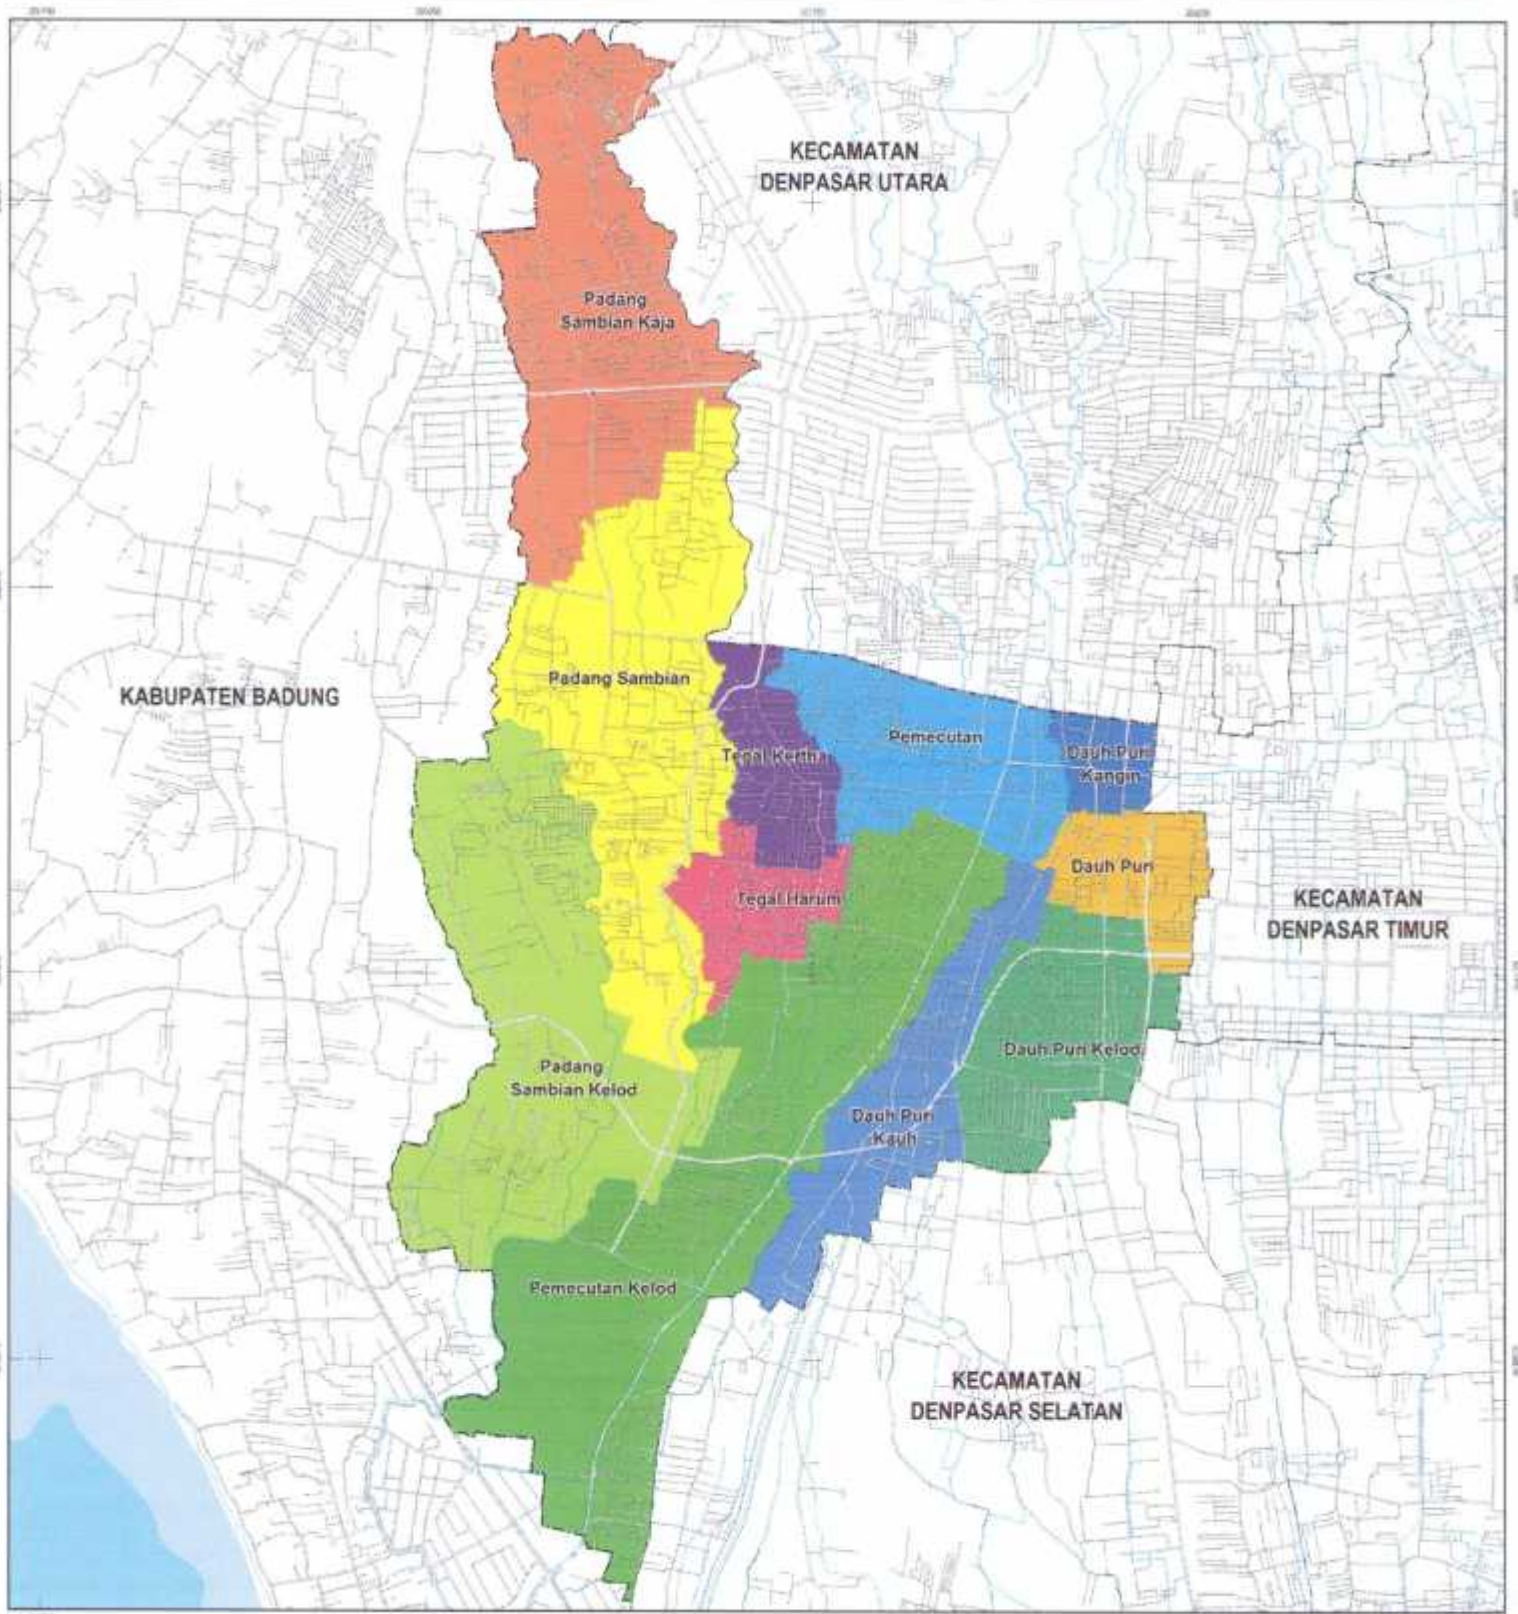 KECAMATAN
DENPASAR UTARA
Padang
Sambian Kaja
KABUPATEN BADUNG
Padang Sambian
Tegal Kertha
Pemecutan
Dauh Puri
Kangin
Dauh Puri
Tegal Harum
KECAMATAN
DENPASAR TIMUR
Padang
Sambian Kelod
Dauh Puri Kelod
Dauh Puri
Kauh
Pemecutan Kelod
KECAMATAN
DENPASAR SELATAN